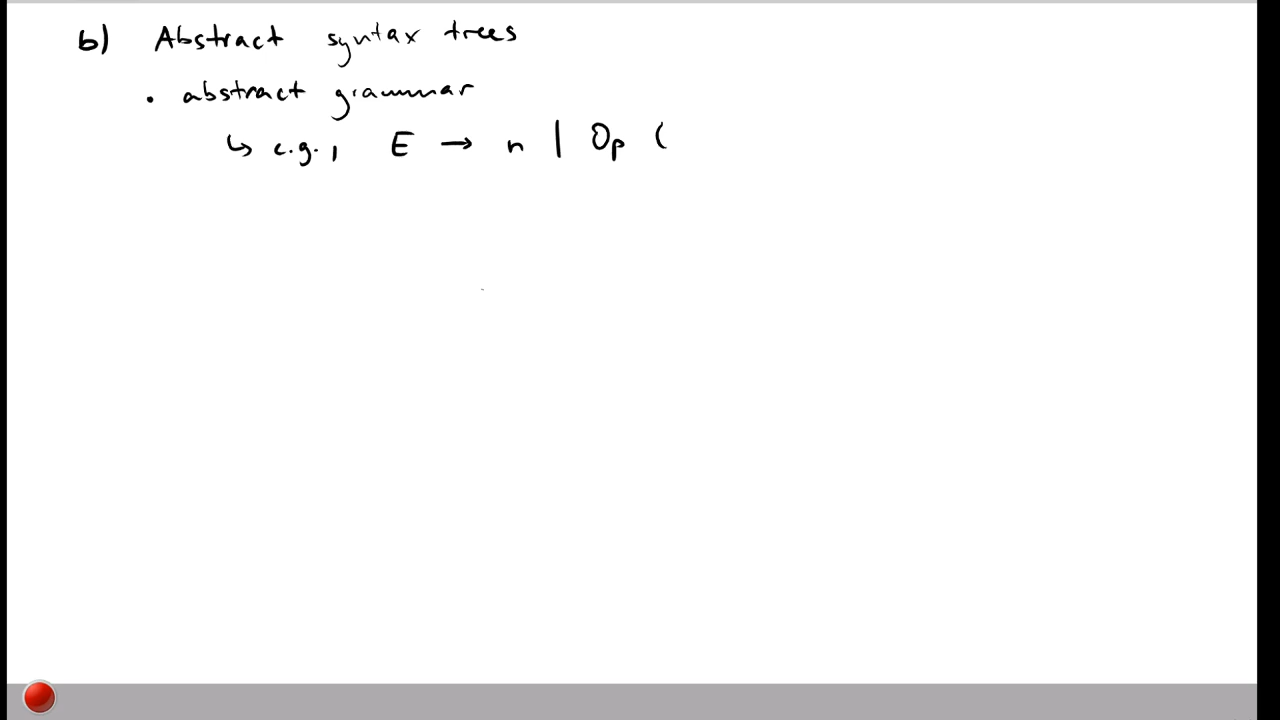 b) Abstract syntax trees
• abstract grammar
↳ e.g., E → n | Op (